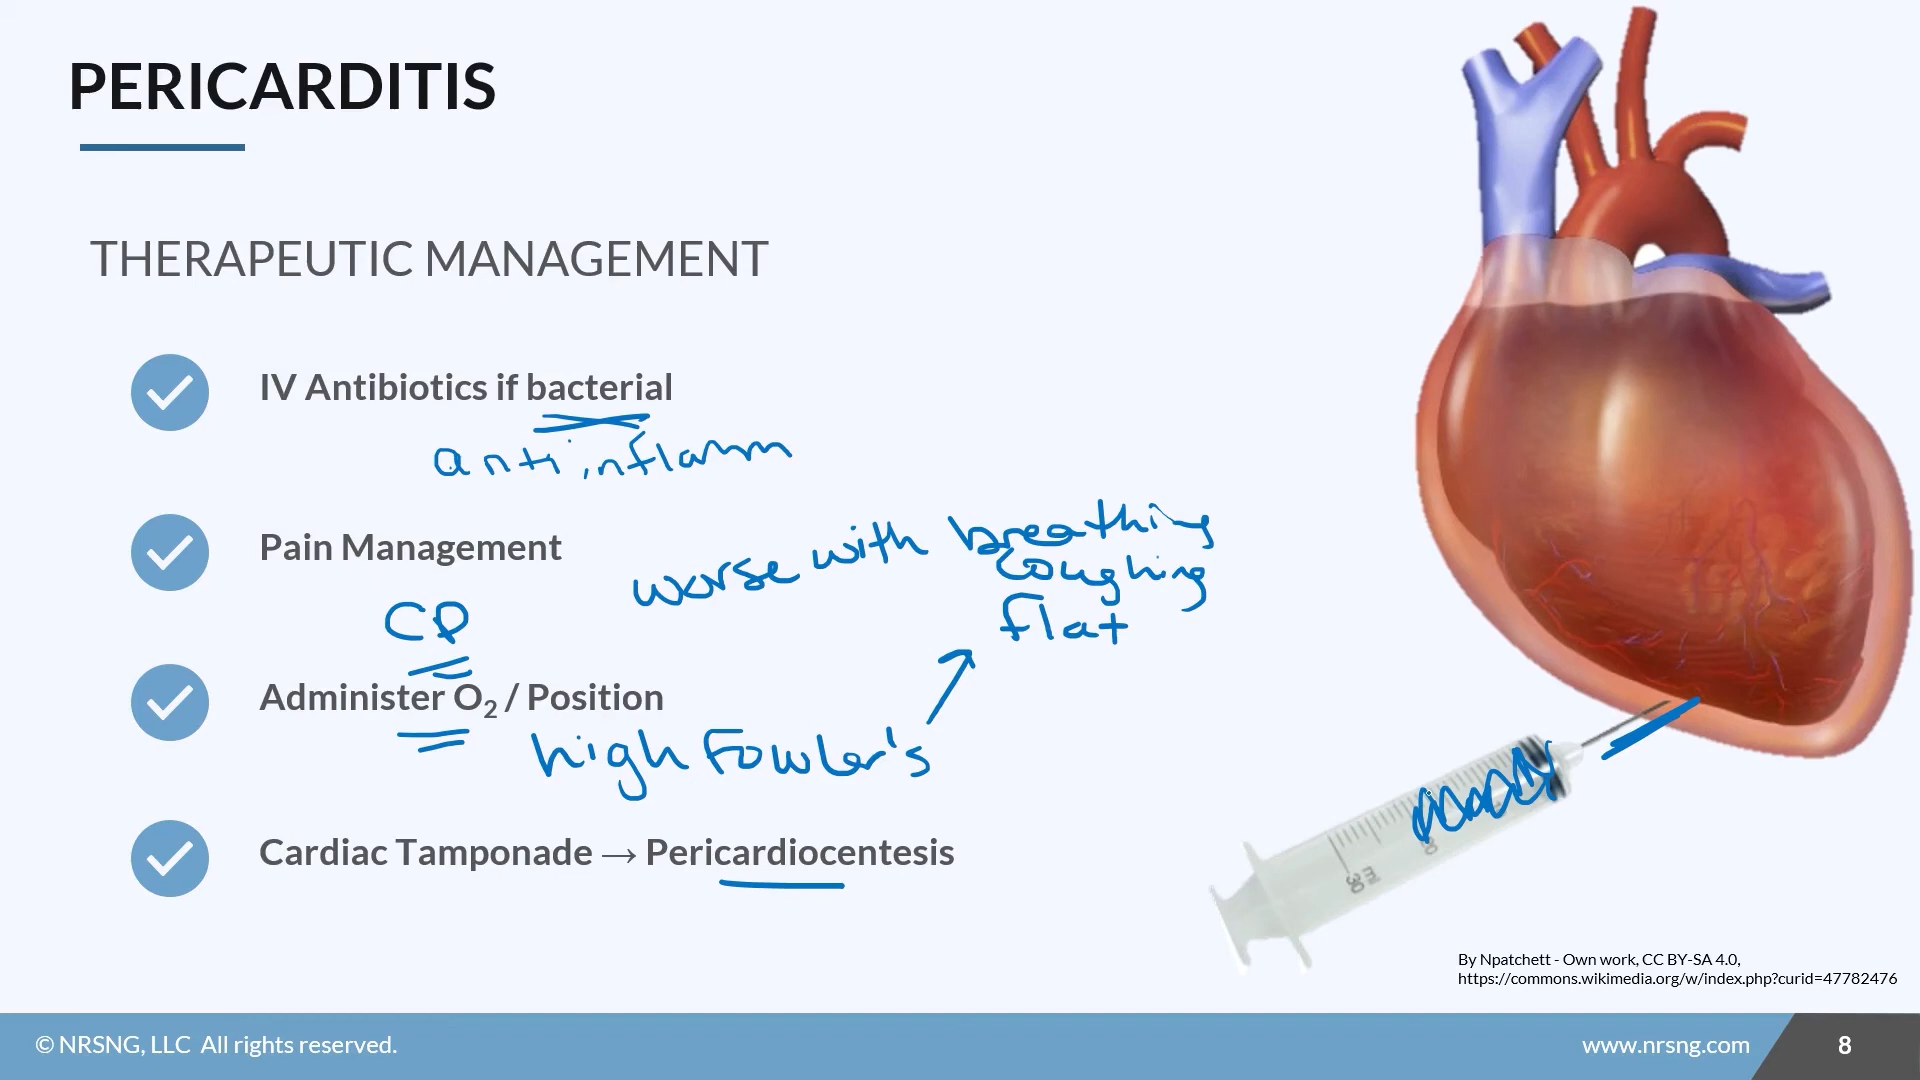 PERICARDITIS
THERAPEUTIC MANAGEMENT
IV Antibiotics if bacterial
anti inflamm
Pain Management
worse with breathing
coughing
flat
CP
Administer O₂ / Position
high Fowler's
Cardiac Tamponade → Pericardiocentesis
30 ml
By Npatchett - Own work, CC BY-SA 4.0,
https://commons.wikimedia.org/w/index.php?curid=47782476
© NRSNG, LLC All rights reserved.
www.nrsng.com
8